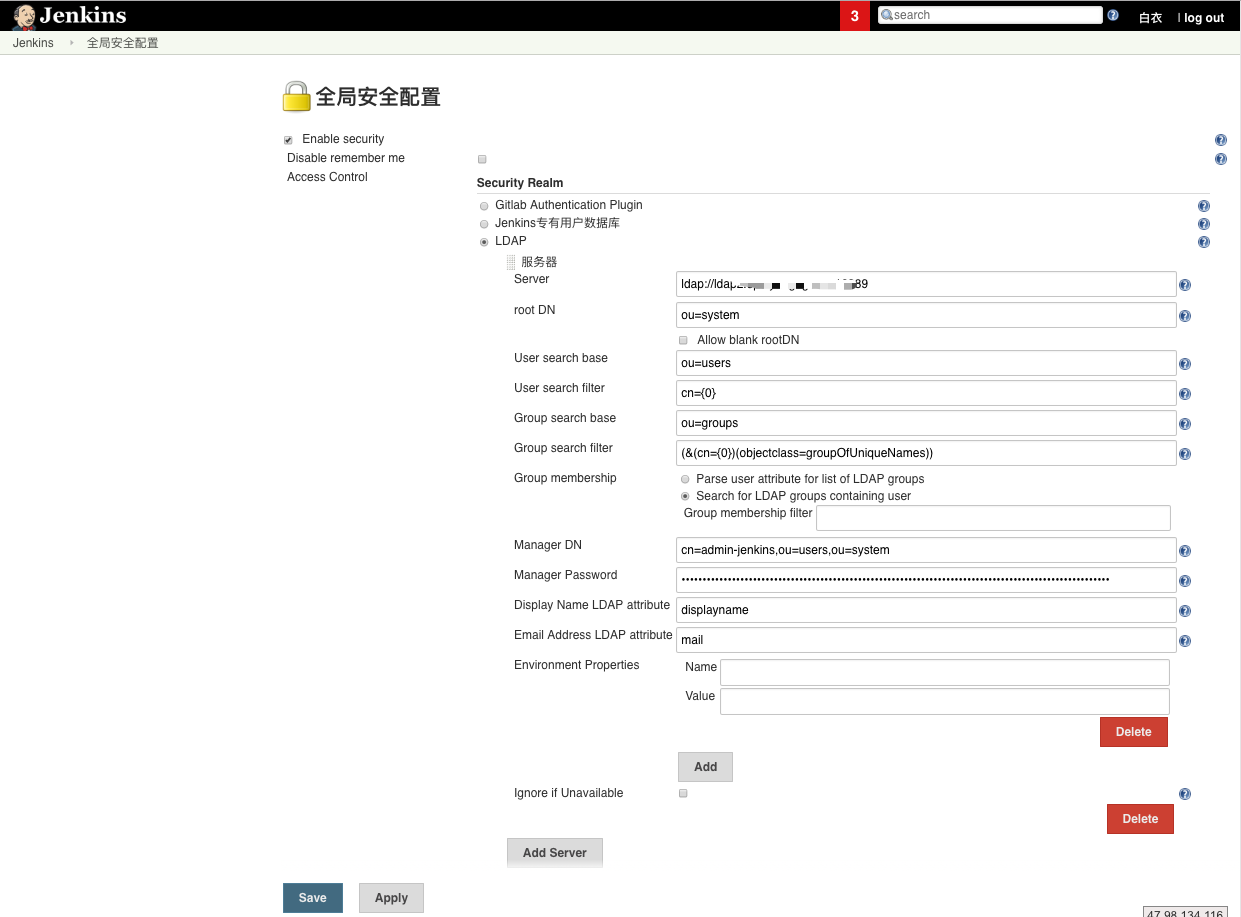 Jenkins
3
search
白衣
log out
Jenkins
全局安全配置
全局安全配置
Enable security
Disable remember me
Access Control
Security Realm
Gitlab Authentication Plugin
Jenkins专有用户数据库
LDAP
服务器
Server ldap://ldap 89
root DN ou=system
Allow blank rootDN
User search base ou=users
User search filter cn={0}
Group search base ou=groups
Group search filter (&(cn={0})(objectclass=groupOfUniqueNames))
Group membership Parse user attribute for list of LDAP groups
Search for LDAP groups containing user
Group membership filter
Manager DN cn=admin-jenkins,ou=users,ou=system
Manager Password
Display Name LDAP attribute displayname
Email Address LDAP attribute mail
Environment Properties Name
Value
Delete
Add
Ignore if Unavailable
Delete
Add Server
Save Apply
47.98.134.116